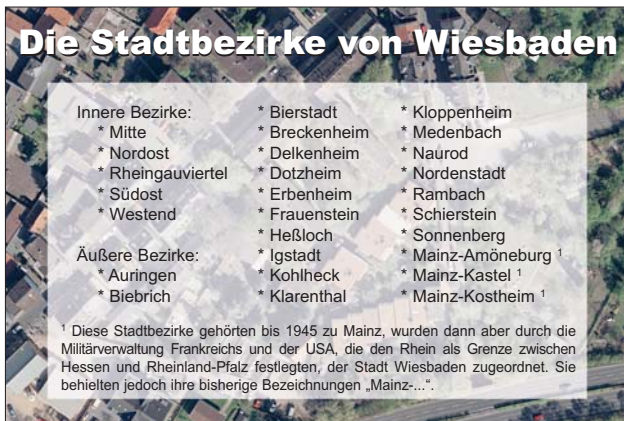 Die Stadtbezirke von Wiesbaden
Innere Bezirke:
* Mitte
* Nordost
* Rheingauviertel
* Südost
* Westend
Äußere Bezirke:
* Auringen
* Biebrich
* Bierstadt
* Breckenheim
* Delkenheim
* Dotzheim
* Erbenheim
* Frauenstein
* Heßloch
* Igstadt
* Kohlheck
* Klarenthal
* Kloppenheim
* Medenbach
* Naurod
* Nordenstadt
* Rambach
* Schierstein
* Sonnenberg
* Mainz-Amöneburg ¹
* Mainz-Kastel ¹
* Mainz-Kostheim ¹
¹ Diese Stadtbezirke gehörten bis 1945 zu Mainz, wurden dann aber durch die
Militärverwaltung Frankreichs und der USA, die den Rhein als Grenze zwischen
Hessen und Rheinland-Pfalz festlegten, der Stadt Wiesbaden zugeordnet. Sie
behielten jedoch ihre bisherige Bezeichnungen „Mainz-...“.